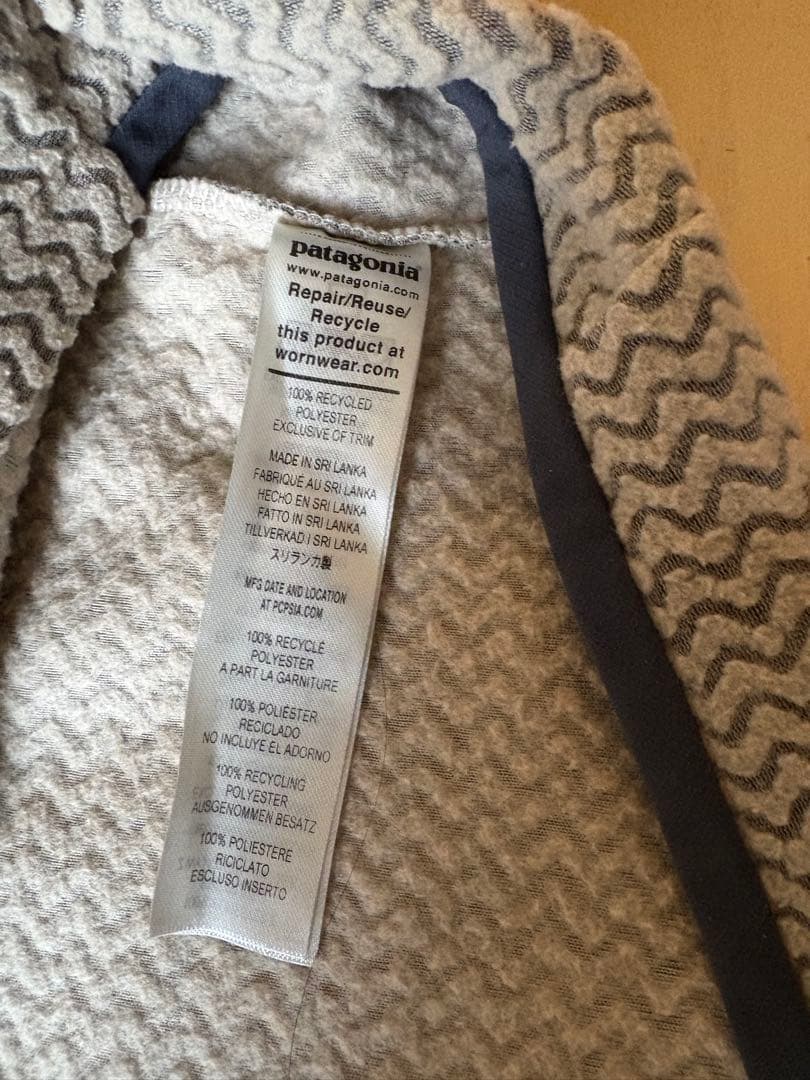 patagonia
www.patagonia.com
Repair/Reuse/
Recycle
this product at
wornwear.com
100% RECYCLED
POLYESTER
EXCLUSIVE OF TRIM
MADE IN SRI LANKA
FABRIQUÉ AU SRI LANKA
HECHO EN SRI LANKA
FATTO IN SRI LANKA
TILLVERKAD I SRI LANKA
スリランカ製
MFG DATE AND LOCATION
AT PCPSIA.COM
100% RECYCLÉ
POLYESTER
A PART LA GARNITURE
100% POLIÉSTER
RECICLADO
NO INCLUYE EL ADORNO
100% RECYCLING
POLYESTER
AUSGENOMMEN BESATZ
100% POLIESTERE
RICICLATO
ESCLUSO INSERTO